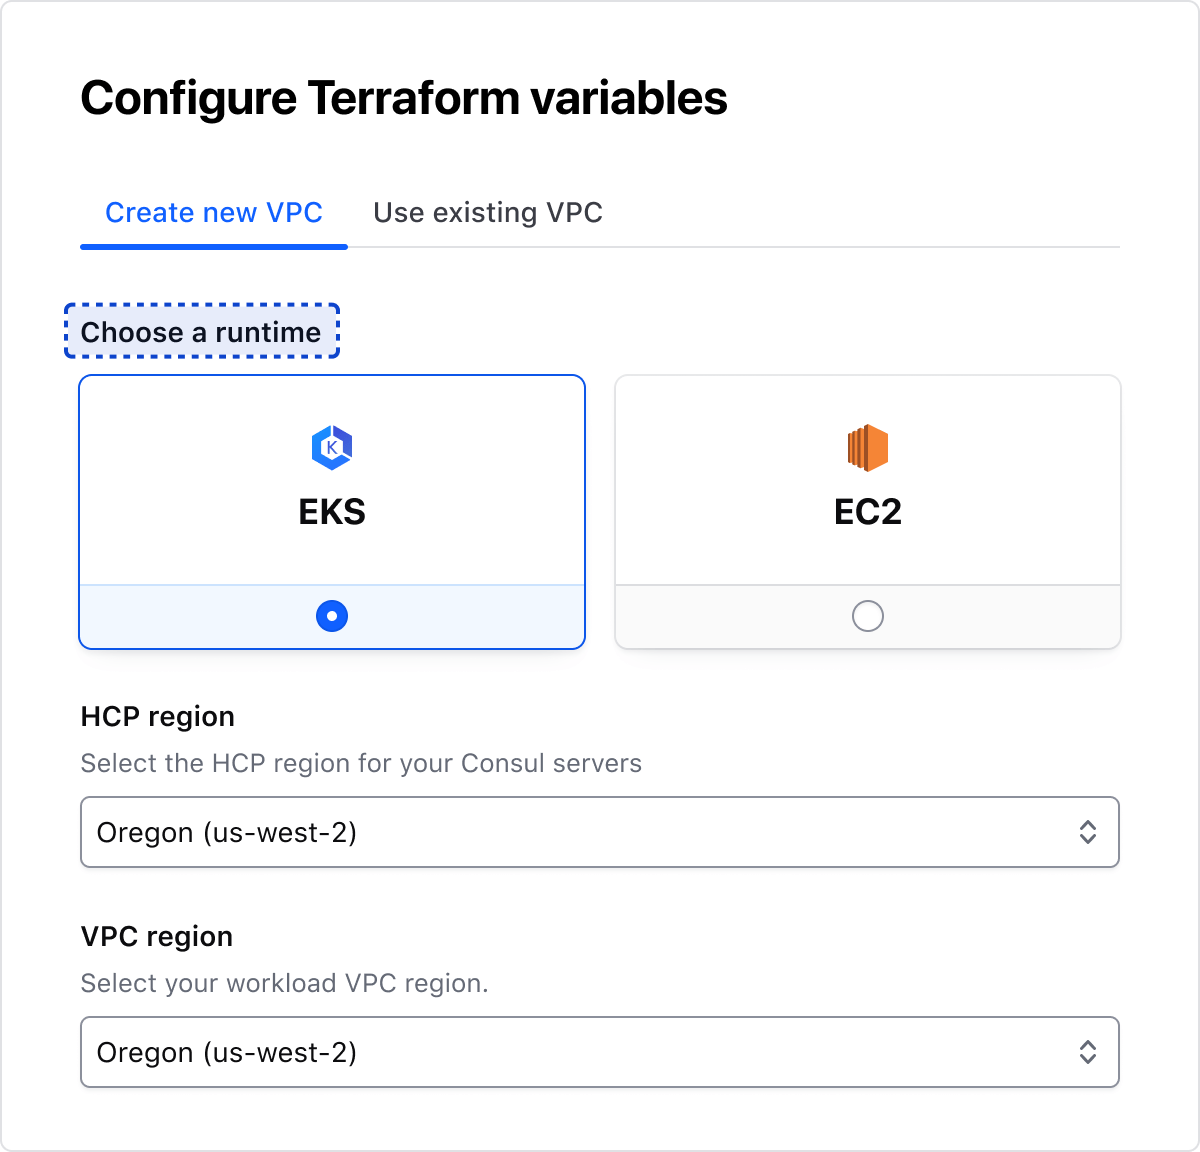 Configure Terraform variables
Create new VPC
Use existing VPC
Choose a runtime
K
EKS
EC2
HCP region
Select the HCP region for your Consul servers
Oregon (us-west-2)
VPC region
Select your workload VPC region.
Oregon (us-west-2)